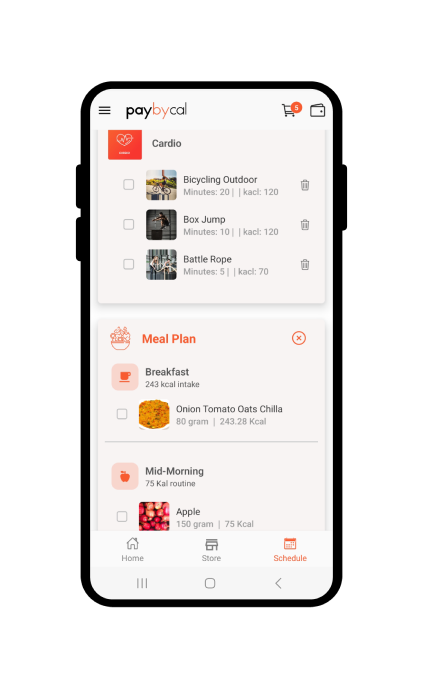 paybycal
5
CARDIO
Cardio
Bicycling Outdoor
Minutes: 20 | | kacl: 120
Box Jump
Minutes: 10 | | kacl: 120
Battle Rope
Minutes: 5 | | kacl: 70
Meal Plan
Breakfast
243 kcal intake
Onion Tomato Oats Chilla
80 gram | 243.28 Kcal
Mid-Morning
75 Kal routine
Apple
150 gram | 75 Kcal
Home
Store
Schedule